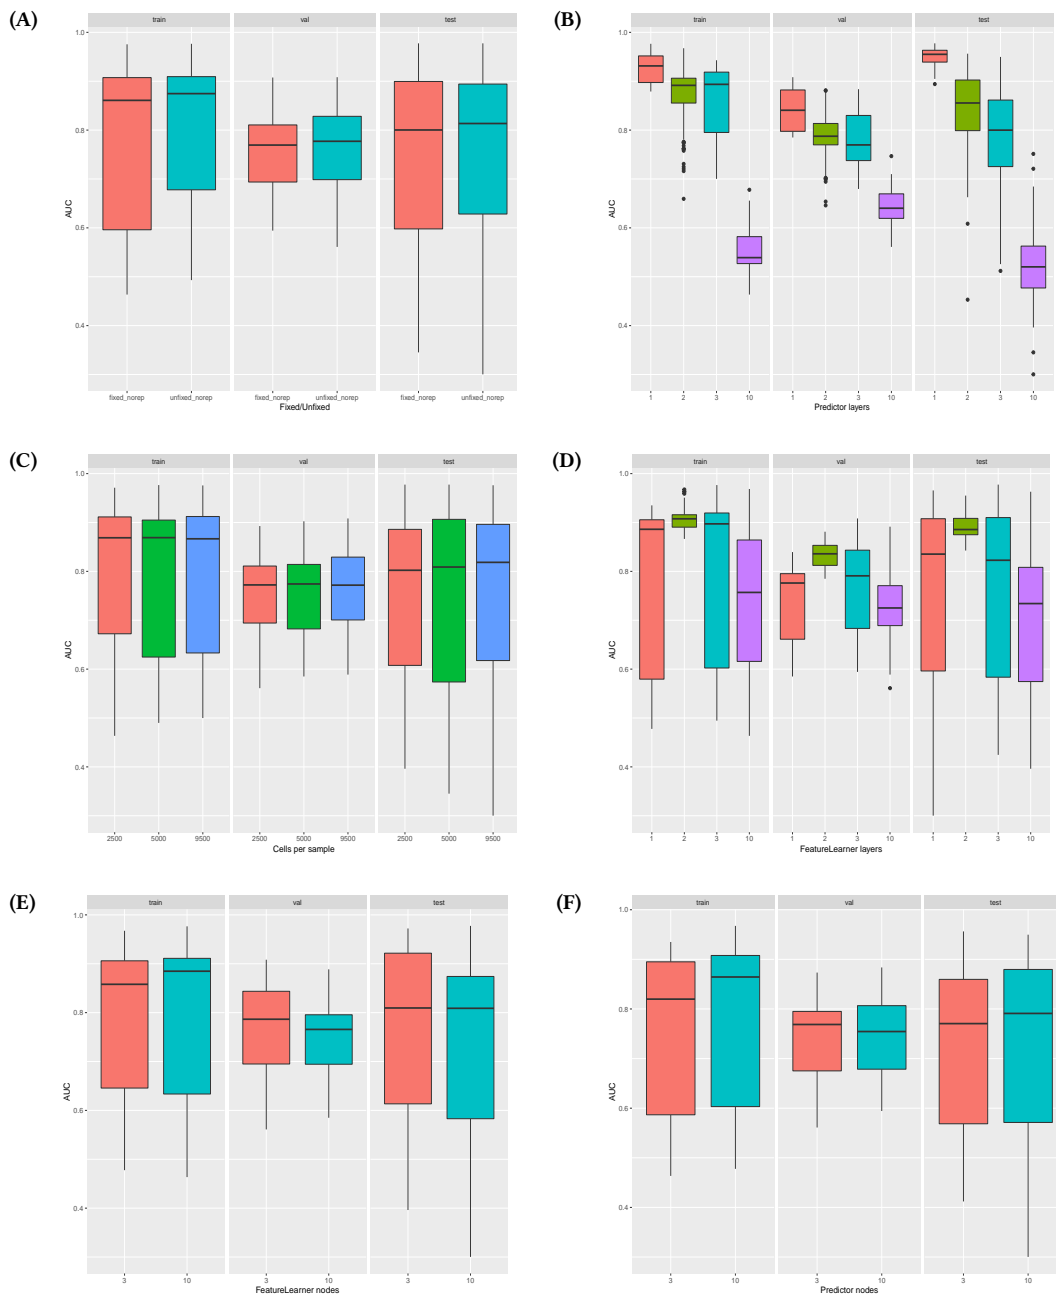 (A)
train val test
1.0
0.8
0.6
0.4
AUC
fixed_norep unfixed_norep fixed_norep unfixed_norep fixed_norep unfixed_norep
Fixed/Unfixed
(B)
train val test
1.0
0.8
0.6
0.4
AUC
1 2 3 10 1 2 3 10 1 2 3 10
Predictor layers
(C)
train val test
1.0
0.8
0.6
0.4
AUC
2500 5000 9500 2500 5000 9500 2500 5000 9500
Cells per sample
(D)
train val test
1.0
0.8
0.6
0.4
AUC
1 2 3 10 1 2 3 10 1 2 3 10
FeatureLearner layers
(E)
train val test
1.0
0.8
0.6
0.4
AUC
3 10 3 10 3 10
FeatureLearner nodes
(F)
train val test
1.0
0.8
0.6
0.4
AUC
3 10 3 10 3 10
Predictor nodes